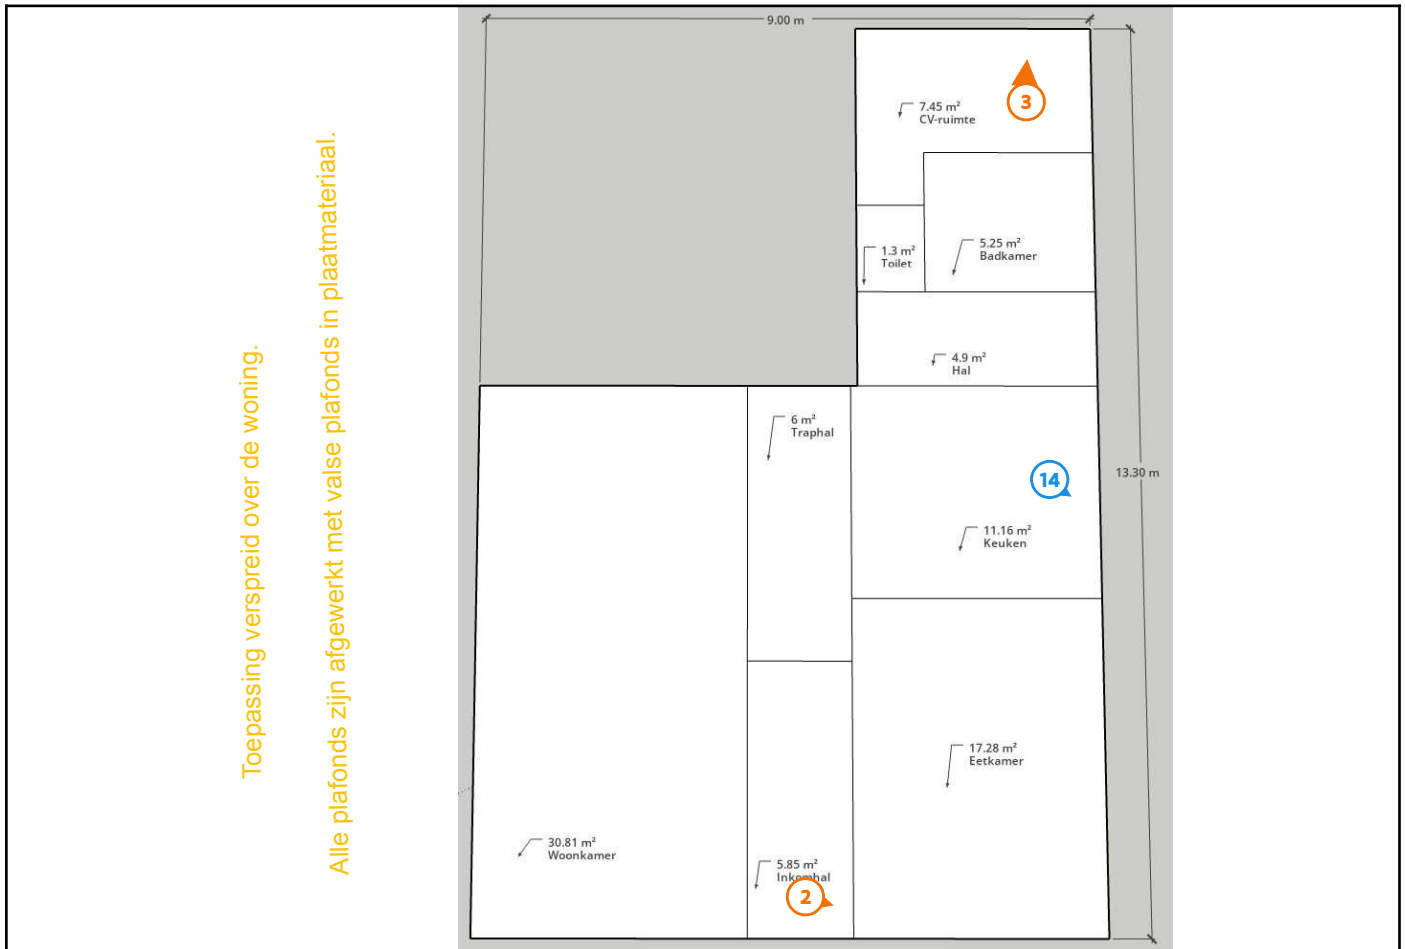 9.00 m
7.45 m²
CV-ruimte
3
1.3 m²
Toilet
5.25 m²
Badkamer
4.9 m²
Hal
6 m²
Traphal
14
13.30 m
11.16 m²
Keuken
17.28 m²
Eetkamer
30.81 m²
Woonkamer
5.85 m²
Inkomhal
2
Toepassing verspreid over de woning.
Alle plafonds zijn afgewerkt met valse plafonds in plaatmateriaal.